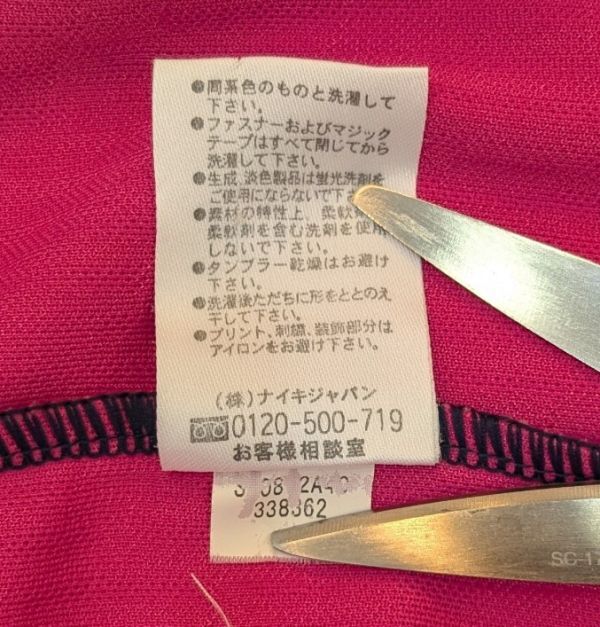 ●同系色のものと洗濯して
下さい。
●ファスナーおよびマジック
テープはすべて閉じてから
洗濯して下さい。
●生成、淡色製品は蛍光洗剤を
ご使用にならないで下さい
●素材の特性上、柔軟
柔軟剤を含む洗剤を使用
しないで下さい。
●タンブラー乾燥はお避け
下さい。
●洗濯後ただちに形をととのえ
干して下さい。
●プリント、刺繍、装飾部分は
アイロンをお避け下さい。
(株)ナイキジャパン
0120-500-719
お客様相談室
338362
SC-17